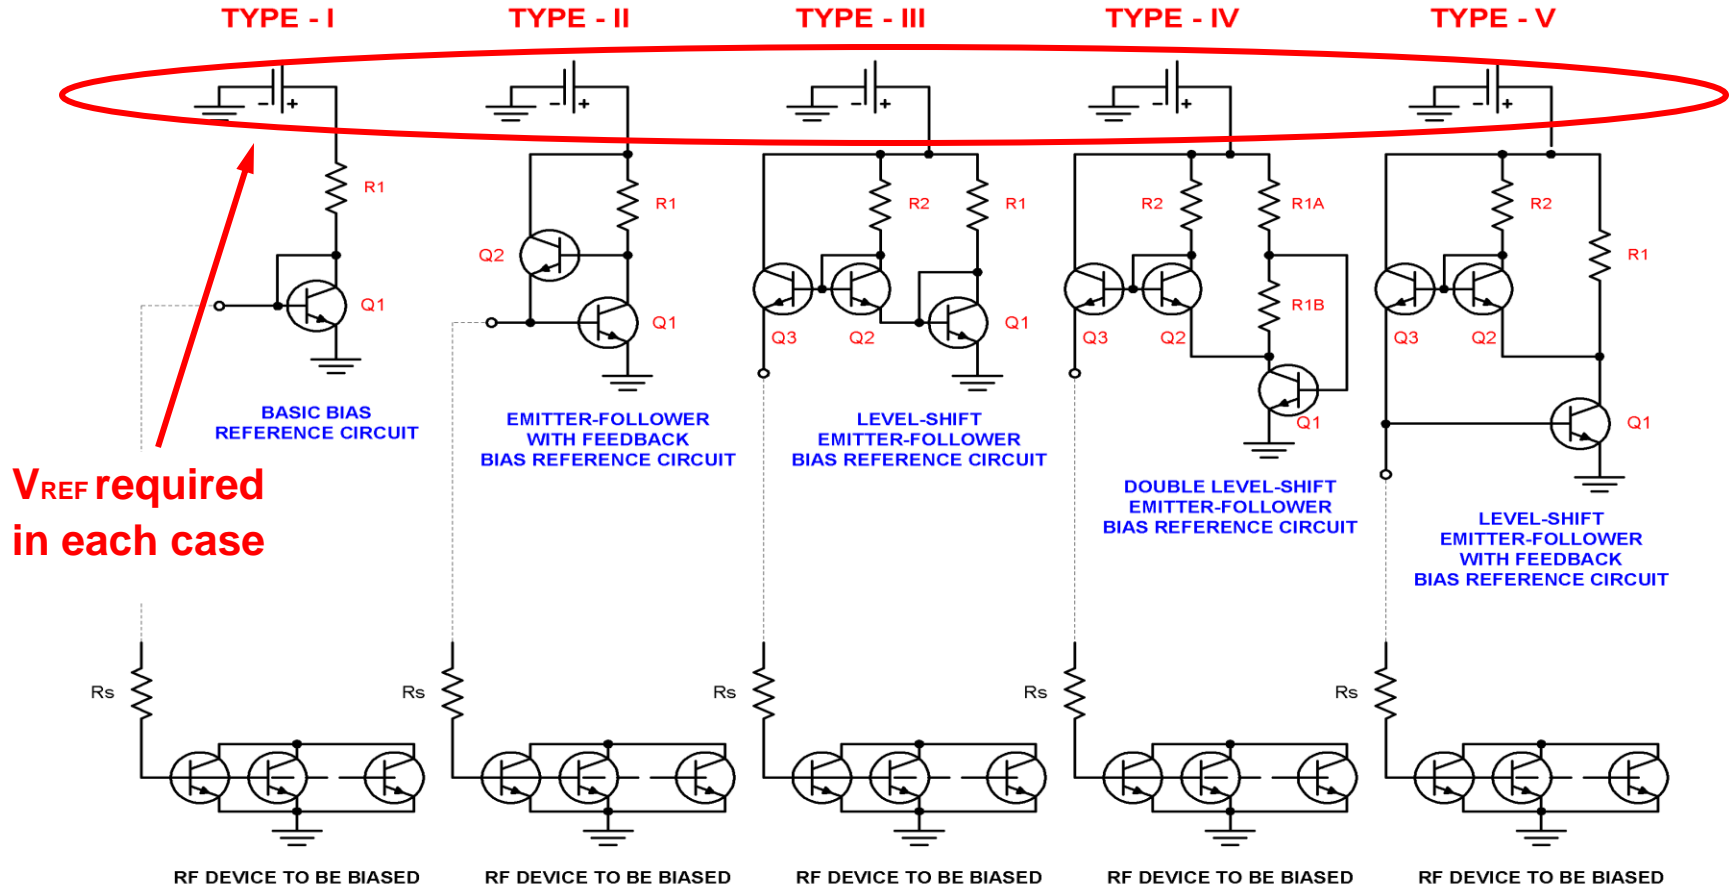 TYPE - I
TYPE - II
TYPE - III
TYPE - IV
TYPE - V
- +
- +
- +
- +
- +
R1
Q1
BASIC BIAS
REFERENCE CIRCUIT
R1
Q2
Q1
EMITTER-FOLLOWER
WITH FEEDBACK
BIAS REFERENCE CIRCUIT
R2
R1
Q3
Q2
Q1
LEVEL-SHIFT
EMITTER-FOLLOWER
BIAS REFERENCE CIRCUIT
R2
R1A
R1B
Q3
Q2
Q1
DOUBLE LEVEL-SHIFT
EMITTER-FOLLOWER
BIAS REFERENCE CIRCUIT
R2
R1
Q3
Q2
Q1
LEVEL-SHIFT
EMITTER-FOLLOWER
WITH FEEDBACK
BIAS REFERENCE CIRCUIT
VREF required
in each case
Rs
Rs
Rs
Rs
Rs
RF DEVICE TO BE BIASED
RF DEVICE TO BE BIASED
RF DEVICE TO BE BIASED
RF DEVICE TO BE BIASED
RF DEVICE TO BE BIASED